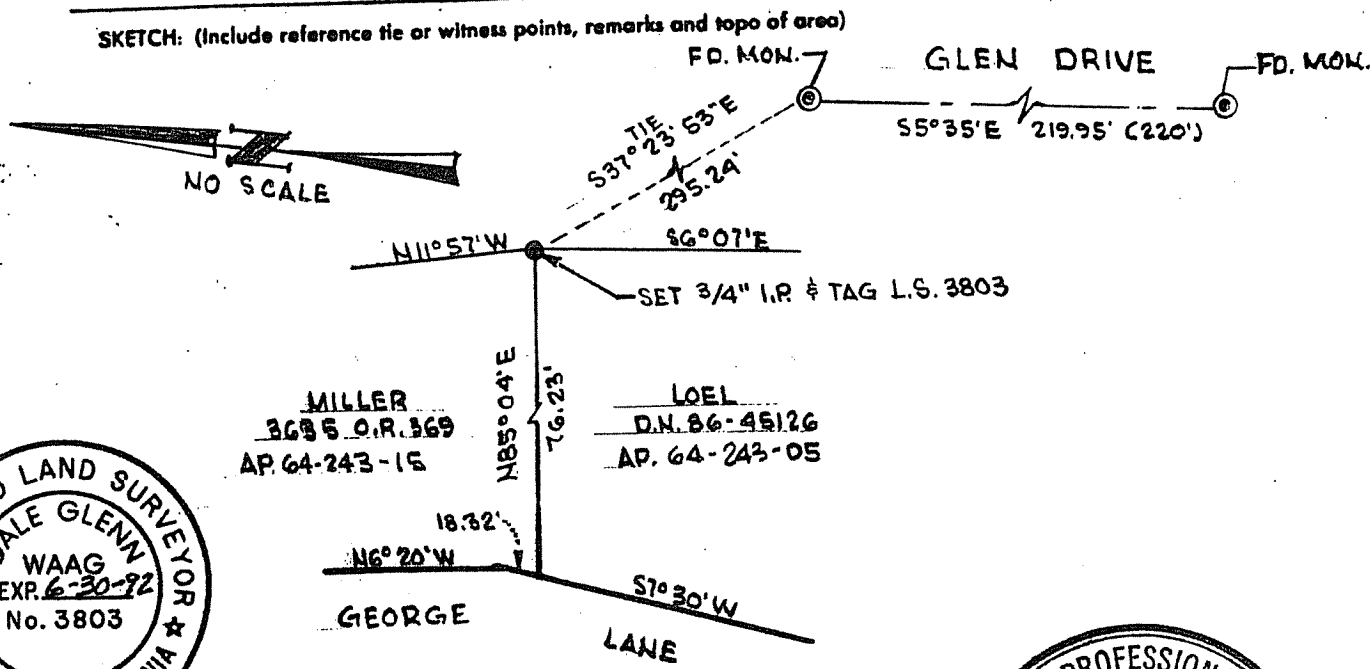 SKETCH: (Include reference tie or witness points, remarks and topo of area)
FD. MON.
GLEN DRIVE
FD. MON.
S5°35'E 219.95' (220')
TIE
S37°23'53"E
295.24'
NO SCALE
N11°57'W
S6°07'E
SET 3/4" I.P. & TAG L.S. 3803
MILLER
3635 O.R. 369
AP. 64-243-15
N85°04'E
76.23'
LOEL
D.N. 86-45126
AP. 64-243-05
18.32'
N6°20'W
S7°30'W
GEORGE
LANE
LAND SURVEYOR
DALE GLENN
WAAG
EXP. 6-30-92
No. 3803
PROFESSION